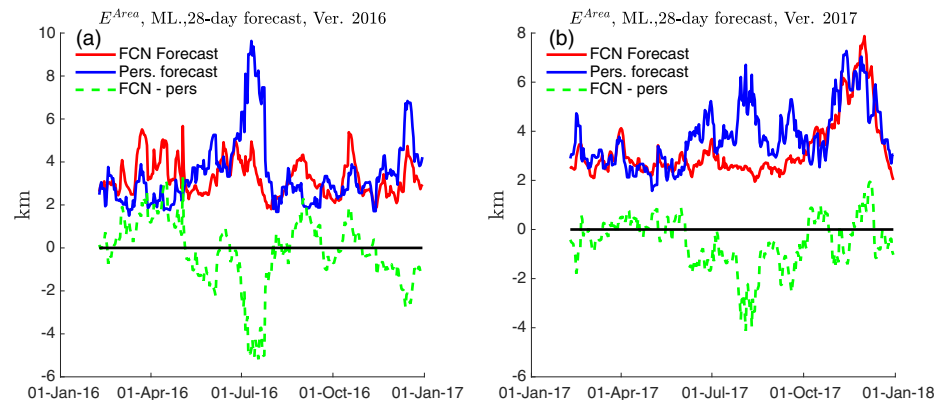 E^Area, ML.,28-day forecast, Ver. 2016
(a)
FCN Forecast
Pers. forecast
FCN - pers
km
10
8
6
4
2
0
-2
-4
-6
01-Jan-16 01-Apr-16 01-Jul-16 01-Oct-16 01-Jan-17
E^Area, ML.,28-day forecast, Ver. 2017
(b)
FCN Forecast
Pers. forecast
FCN - pers
km
8
6
4
2
0
-2
-4
-6
01-Jan-17 01-Apr-17 01-Jul-17 01-Oct-17 01-Jan-18